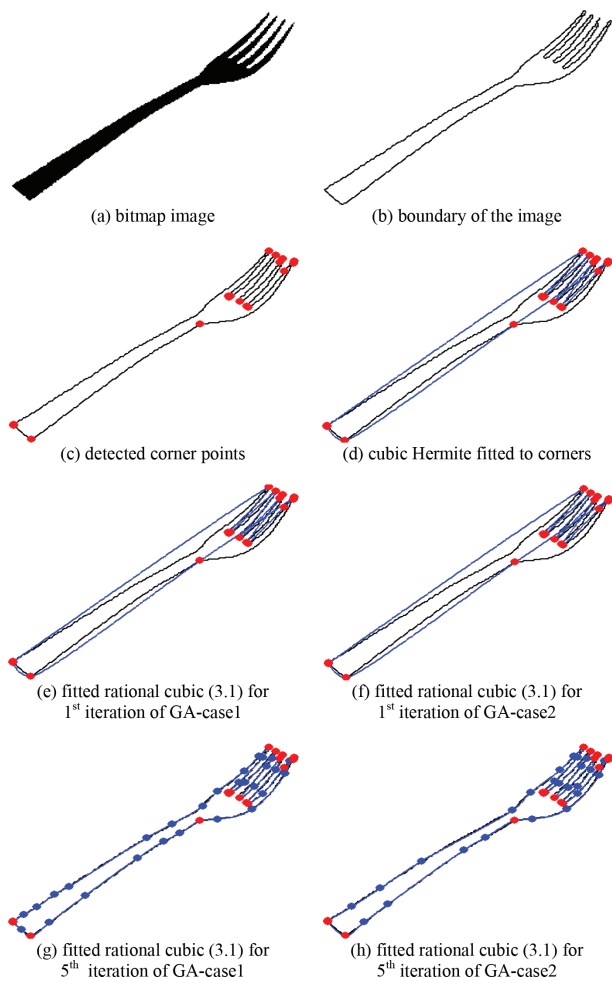 (a) bitmap image
(b) boundary of the image
(c) detected corner points
(d) cubic Hermite fitted to corners
(e) fitted rational cubic (3.1) for
1st iteration of GA-case1
(f) fitted rational cubic (3.1) for
1st iteration of GA-case2
(g) fitted rational cubic (3.1) for
5th iteration of GA-case1
(h) fitted rational cubic (3.1) for
5th iteration of GA-case2